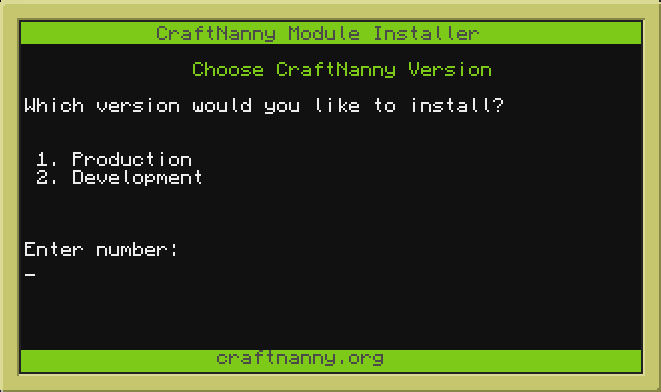 CraftNanny Module Installer
Choose CraftNanny Version
Which version would you like to install?
1. Production
2. Development
Enter number:
_
craftnanny.org